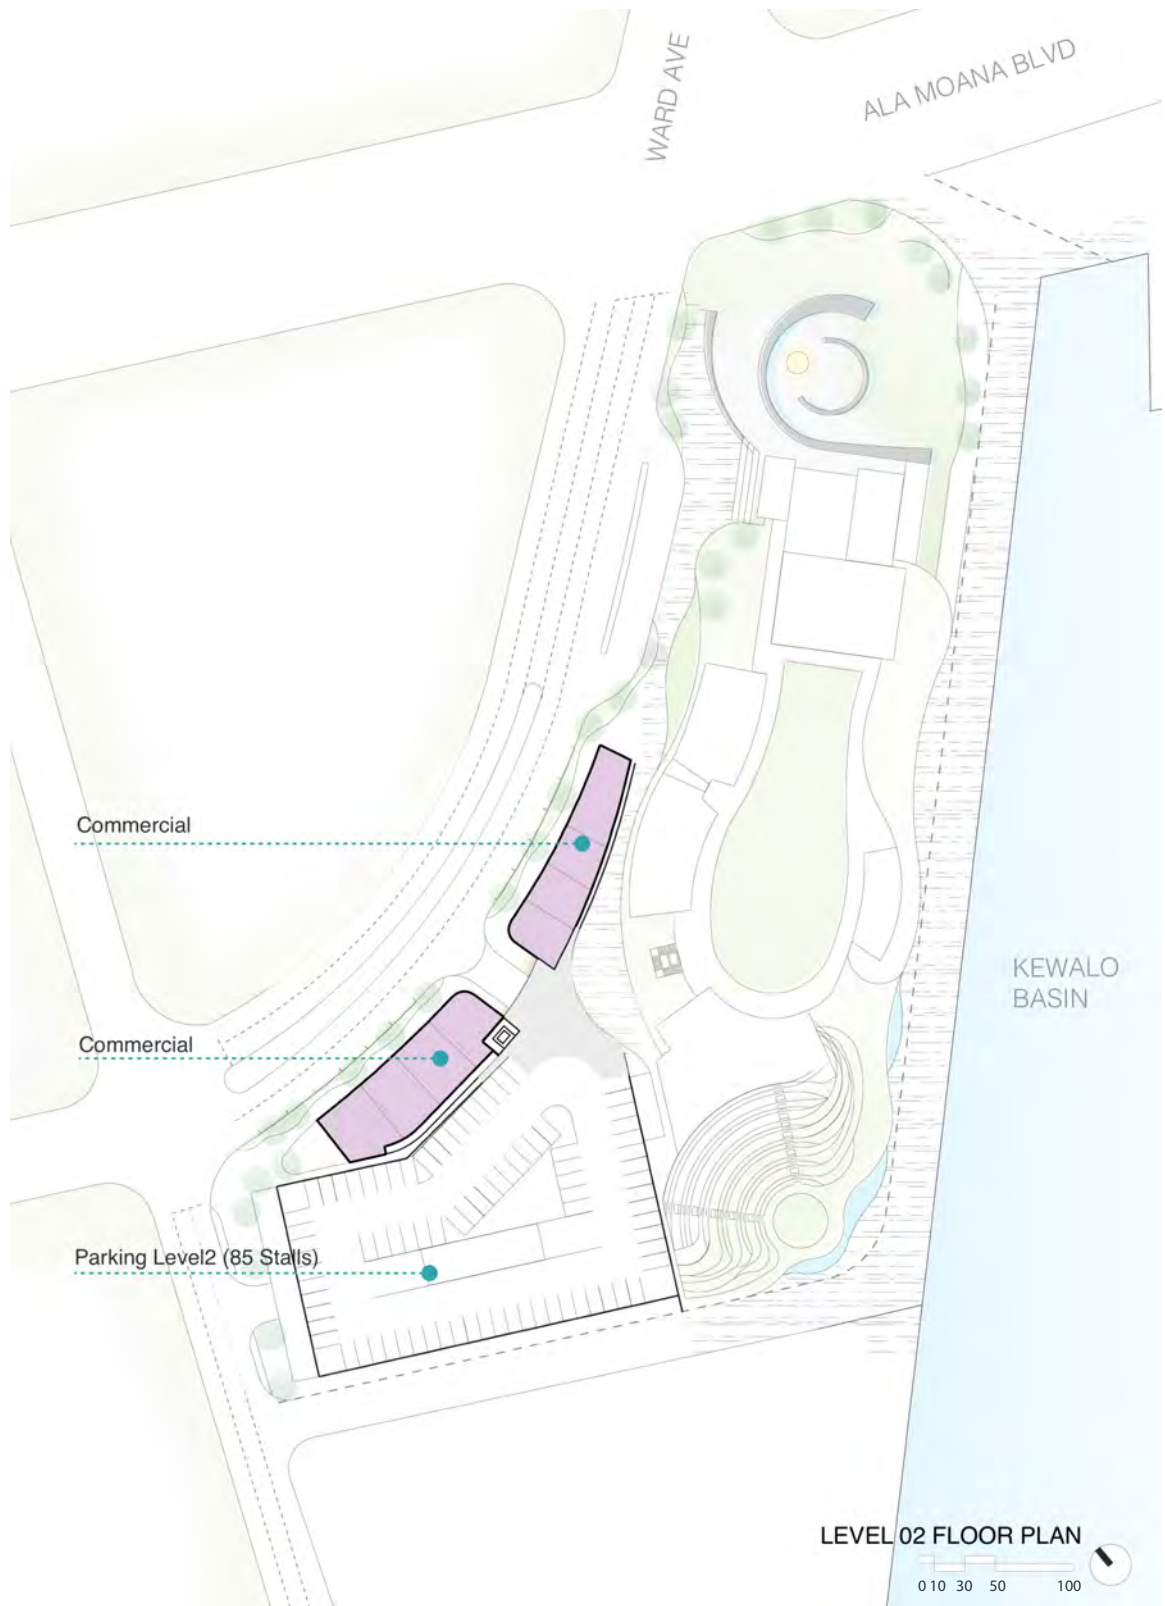 WARD AVE
ALA MOANA BLVD
Commercial
KEWALO
BASIN
Commercial
Parking Level2 (85 Stalls)
LEVEL 02 FLOOR PLAN
0 10 30 50 100